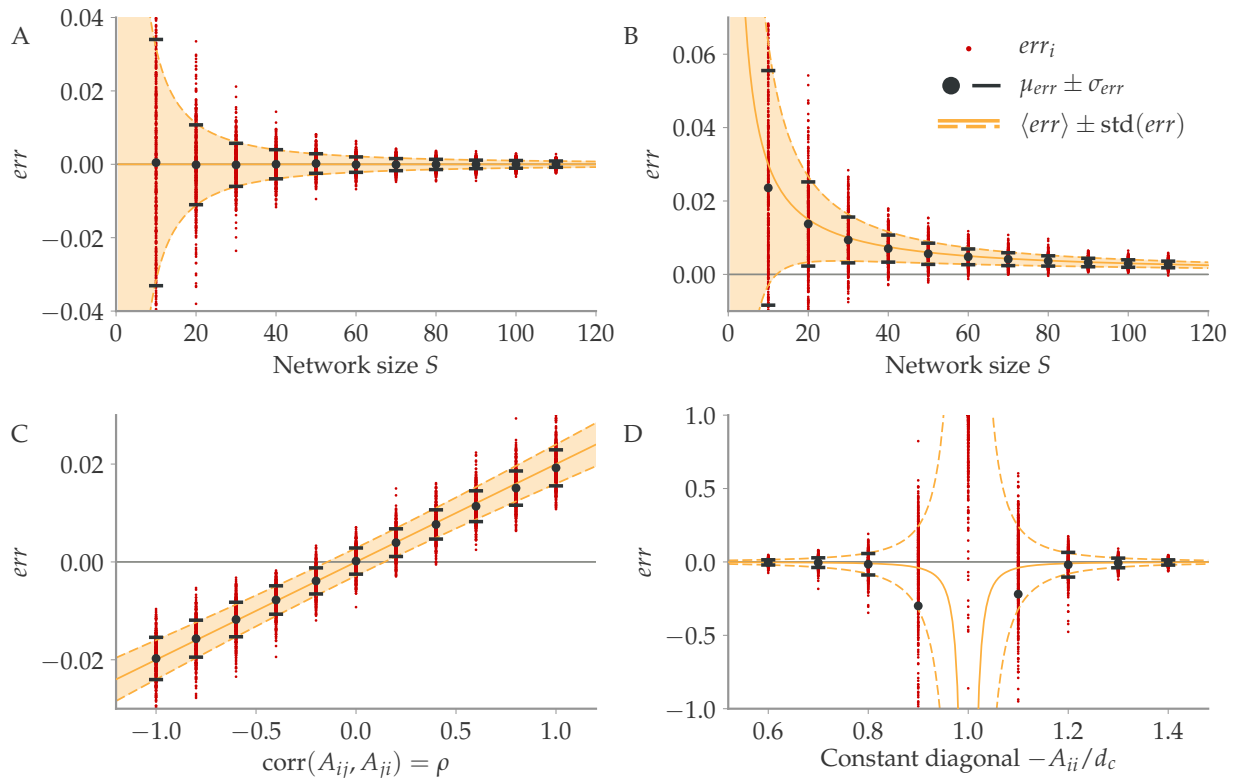 A
err
0.04
0.02
0.00
−0.02
−0.04
0 20 40 60 80 100 120
Network size S
B
err
0.06
0.04
0.02
0.00
0 20 40 60 80 100 120
Network size S
err_i
μ_err ± σ_err
⟨err⟩ ± std(err)
C
err
0.02
0.00
−0.02
−1.0 −0.5 0.0 0.5 1.0
corr(A_ij, A_ji) = ρ
D
err
1.0
0.5
0.0
−0.5
−1.0
0.6 0.8 1.0 1.2 1.4
Constant diagonal −A_ii/d_c